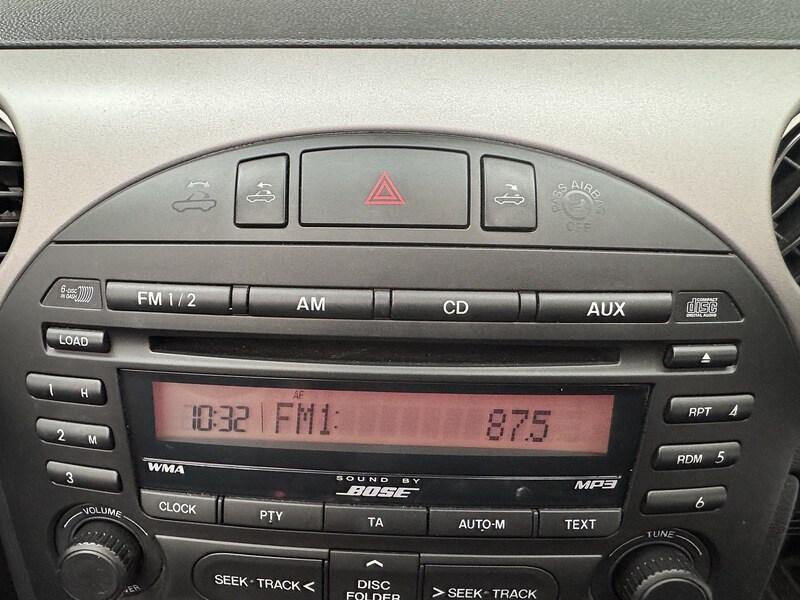 PASS AIRBAG
OFF
6-DISC
IN DASH
FM 1/2
AM
CD
AUX
COMPACT
DISC
DIGITAL AUDIO
LOAD
1 H
2 M
3
AF
10:32 FM1: 87.5
RPT 4
RDM 5
6
WMA
SOUND BY
BOSE
MP3
CLOCK
PTY
TA
AUTO-M
TEXT
VOLUME
TUNE
SEEK • TRACK <
DISC
FOLDER
> SEEK • TRACK